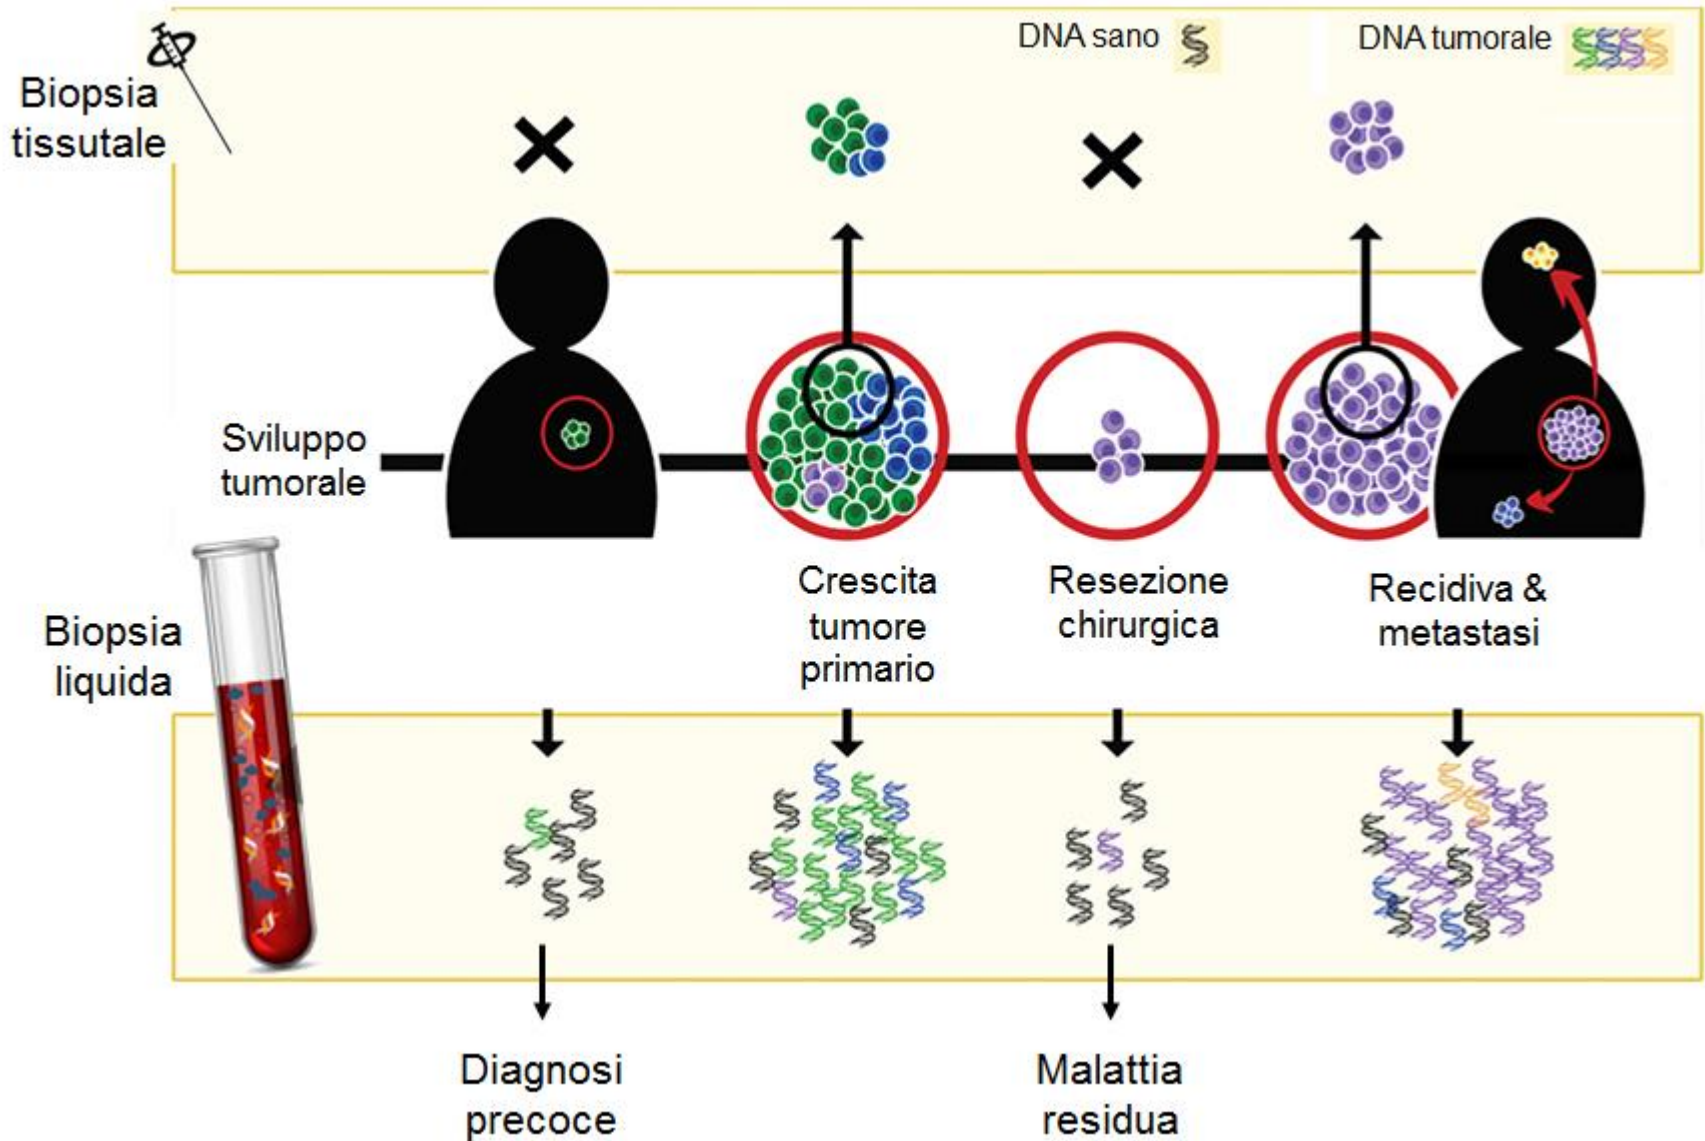 DNA sano
DNA tumorale
Biopsia
tissutale
Sviluppo
tumorale
Crescita
tumore
primario
Resezione
chirurgica
Recidiva &
metastasi
Biopsia
liquida
Diagnosi
precoce
Malattia
residua